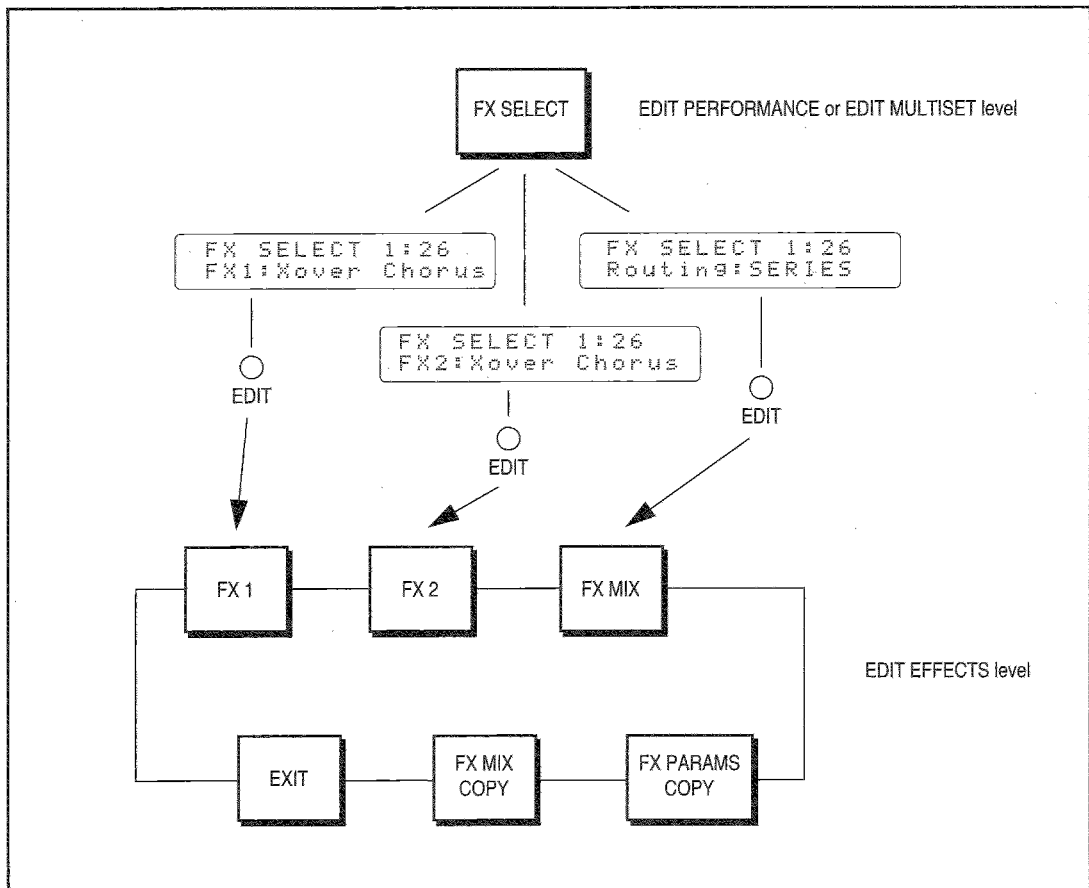 FX SELECT
EDIT PERFORMANCE or EDIT MULTISET level
FX SELECT 1:26
FX1:Xover Chorus
FX SELECT 1:26
Routing:SERIES
FX SELECT 1:26
FX2:Xover Chorus
EDIT
EDIT
EDIT
FX 1
FX 2
FX MIX
EDIT EFFECTS level
EXIT
FX MIX
COPY
FX PARAMS
COPY